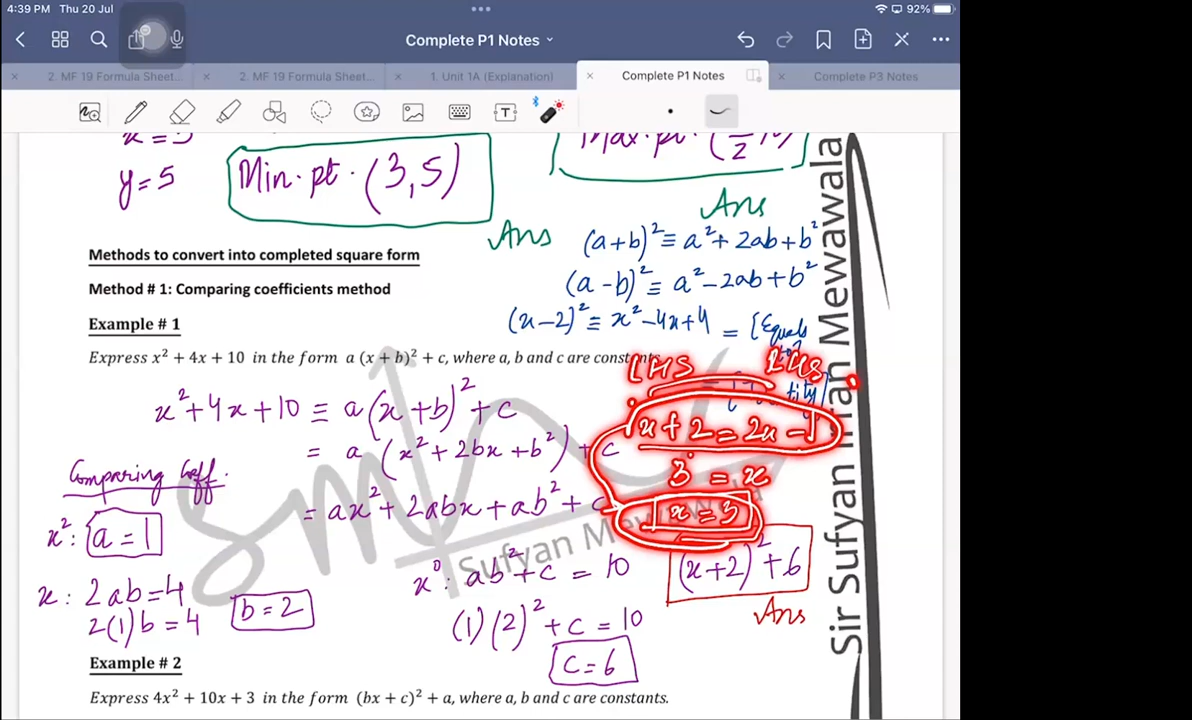 4:39 PM Thu 20 Jul
92%
Complete P1 Notes
2. MF 19 Formula Sheet...
2. MF 19 Formula Sheet...
1. Unit 1A (Explanation)
Complete P1 Notes
Complete P3 Notes
y=5
Min. pt. (3,5)
Max. pt.
Ans
Ans
(a+b)² ≡ a²+ 2ab+b²
(a-b)² ≡ a²-2ab+b²
(x-2)² ≡ x²-4x+4 = [Equals
Methods to convert into completed square form
Method # 1: Comparing coefficients method
Example # 1
Express x² + 4x + 10 in the form a (x + b)² + c, where a, b and c are constants
LHS RHS
x²+4x+10 ≡ a(x+b)²+c
= a (x²+2bx+b²) + c
= ax²+ 2abx+ab²+ c
x+2 = 2x-1
3 = x
x=3
Comparing Coeff.
x²: a=1
x: 2ab=4
2(1)b=4 b=2
x⁰: ab²+c = 10
(1)(2)²+c = 10
c=6
(x+2)²+6
Ans
Example # 2
Express 4x² + 10x + 3 in the form (bx + c)² + a, where a, b and c are constants.
Sufyan Me
Sir Sufyan Mewawala